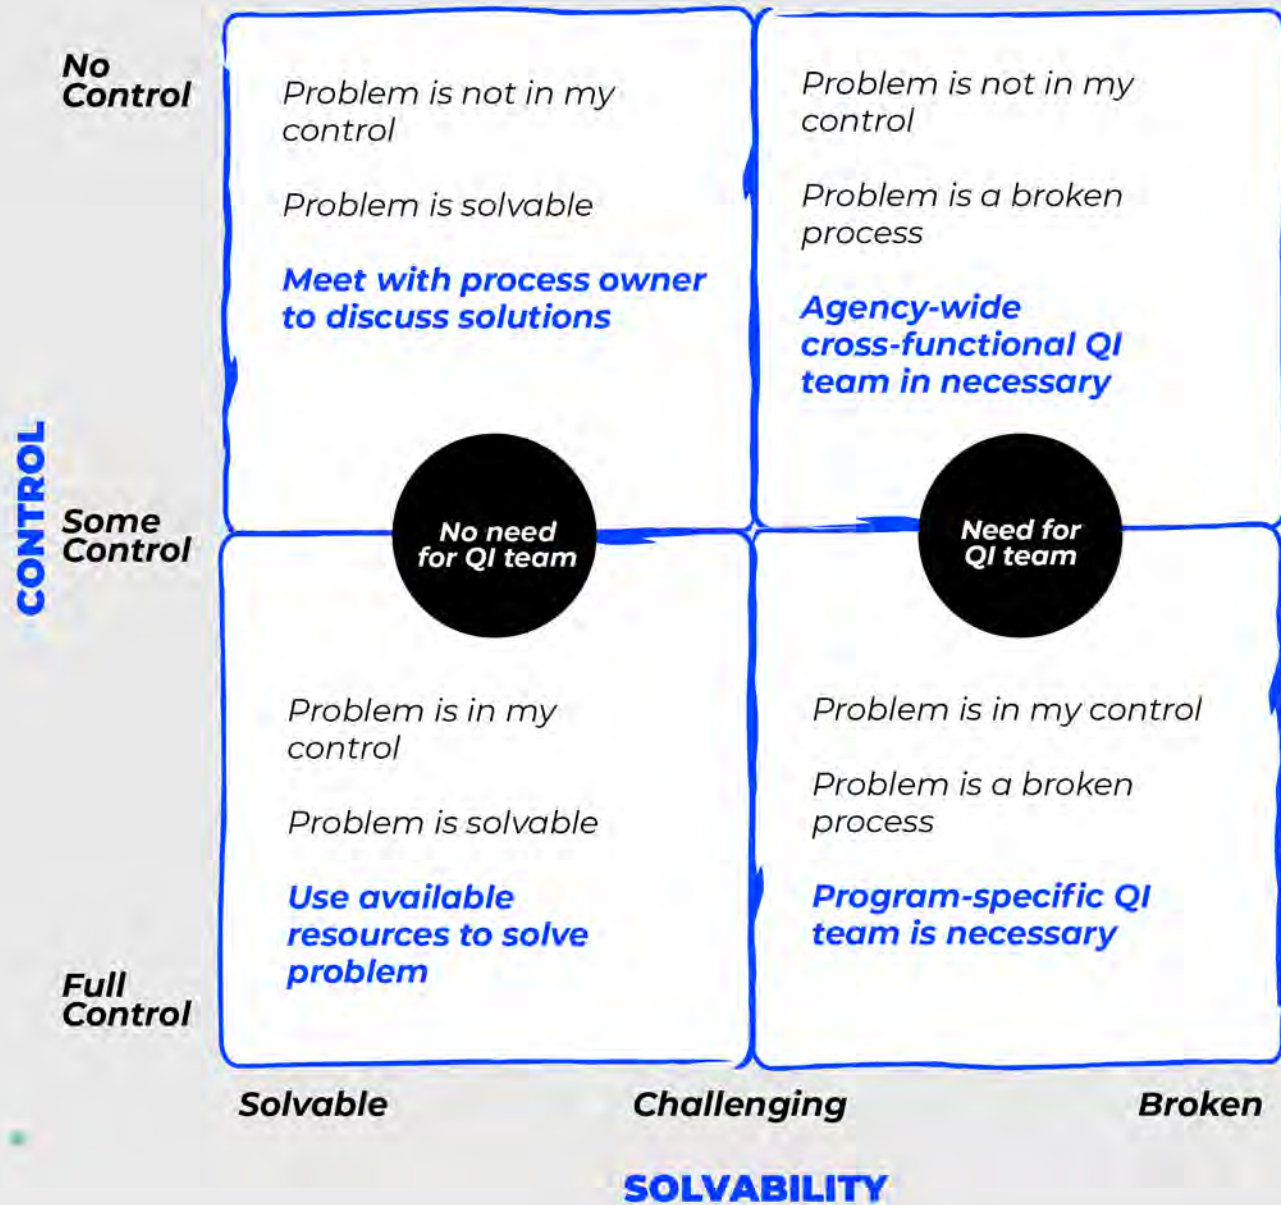 No
Control
Problem is not in my
control
Problem is solvable
Meet with process owner
to discuss solutions
Problem is not in my
control
Problem is a broken
process
Agency-wide
cross-functional QI
team in necessary
CONTROL
Some
Control
No need
for QI team
Need for
QI team
Problem is in my
control
Problem is solvable
Use available
resources to solve
problem
Problem is in my control
Problem is a broken
process
Program-specific QI
team is necessary
Full
Control
Solvable
Challenging
Broken
SOLVABILITY